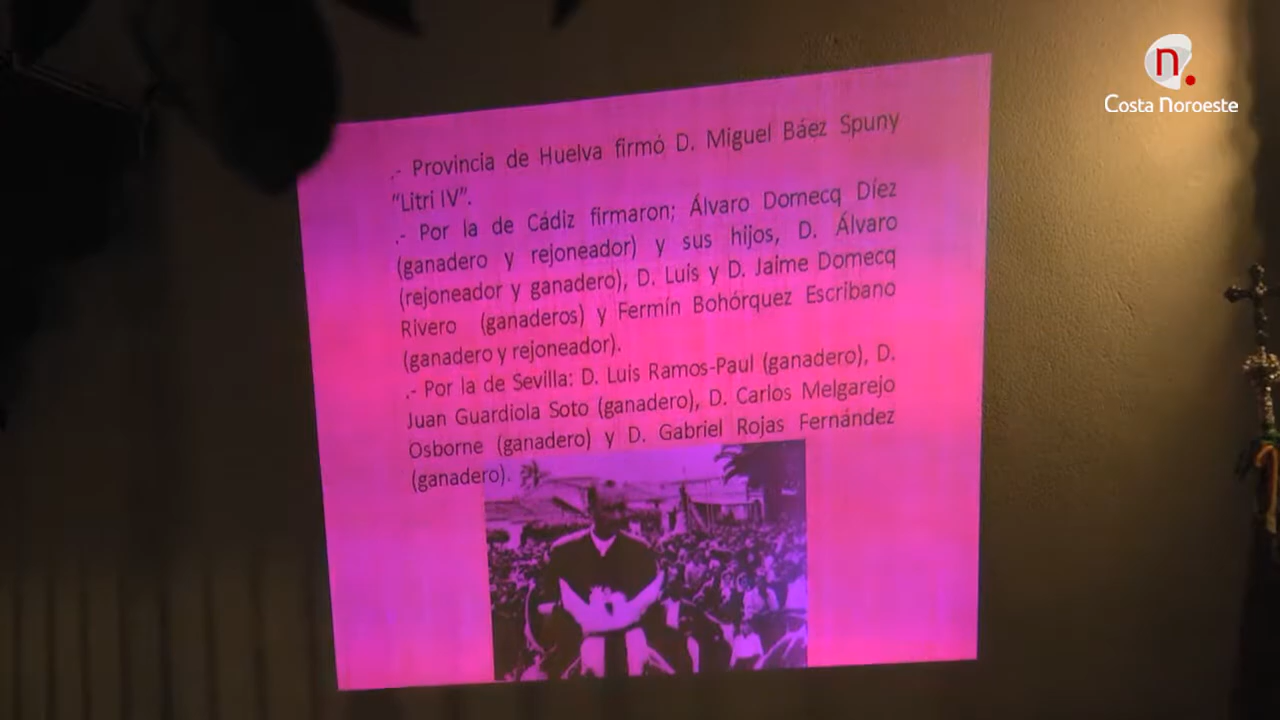 n
Costa Noroeste
.- Provincia de Huelva firmó D. Miguel Báez Spuny
“Litri IV”.
.- Por la de Cádiz firmaron; Álvaro Domecq Díez
(ganadero y rejoneador) y sus hijos, D. Álvaro
(rejoneador y ganadero), D. Luis y D. Jaime Domecq
Rivero (ganaderos) y Fermín Bohórquez Escribano
(ganadero y rejoneador).
.- Por la de Sevilla: D. Luis Ramos-Paul (ganadero), D.
Juan Guardiola Soto (ganadero), D. Carlos Melgarejo
Osborne (ganadero) y D. Gabriel Rojas Fernández
(ganadero).